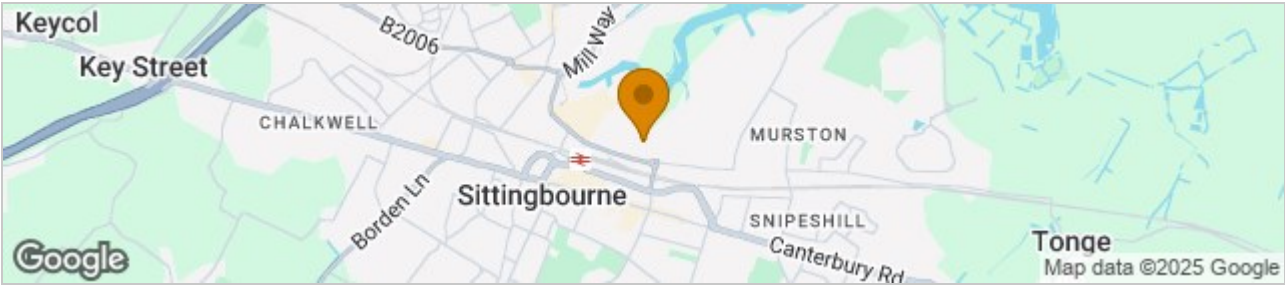 Keycol
Key Street
B2006
Mill Way
CHALKWELL
MURSTON
Borden Ln
Sittingbourne
SNIPESHILL
Canterbury Rd
Tonge
Google
Map data ©2025 Google